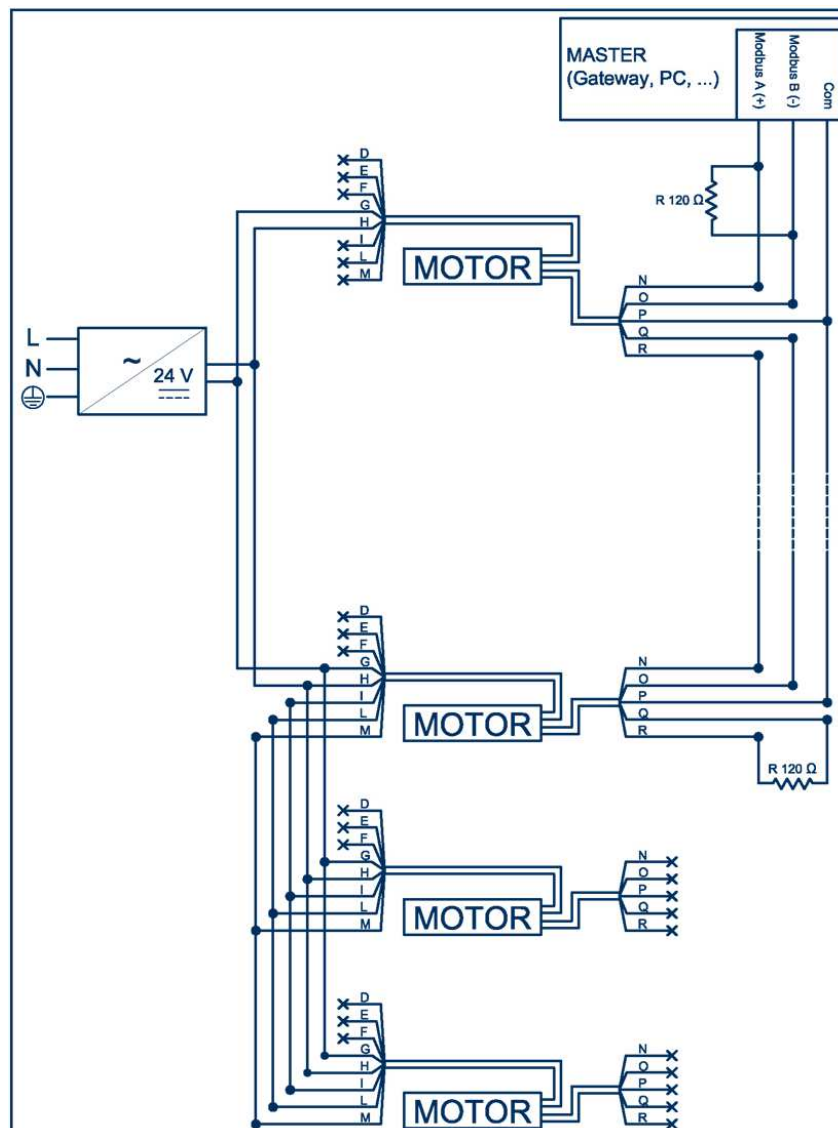 MASTER
(Gateway, PC, ...)
Modbus A (+)
Modbus B (-)
Com
R 120 Ω
D
E
F
G
H
I
L
M
MOTOR
N
O
P
Q
R
L
N
~
24 V
D
E
F
G
H
I
L
M
MOTOR
N
O
P
Q
R
R 120 Ω
D
E
F
G
H
I
L
M
MOTOR
N
O
P
Q
R
D
E
F
G
H
I
L
M
MOTOR
N
O
P
Q
R